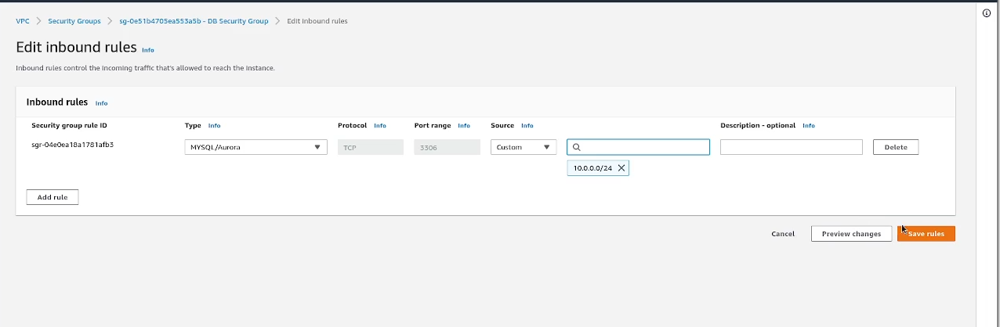 VPC > Security Groups > sg-0e51b4705ea553a5b - DB Security Group > Edit inbound rules
Edit inbound rules Info
Inbound rules control the incoming traffic that's allowed to reach the instance.
Inbound rules Info
Security group rule ID Type Info Protocol Info Port range Info Source Info Description - optional Info
sgr-04e0ea18a1781afb3 MYSQL/Aurora TCP 3306 Custom Delete
10.0.0.0/24
Add rule
Cancel Preview changes Save rules